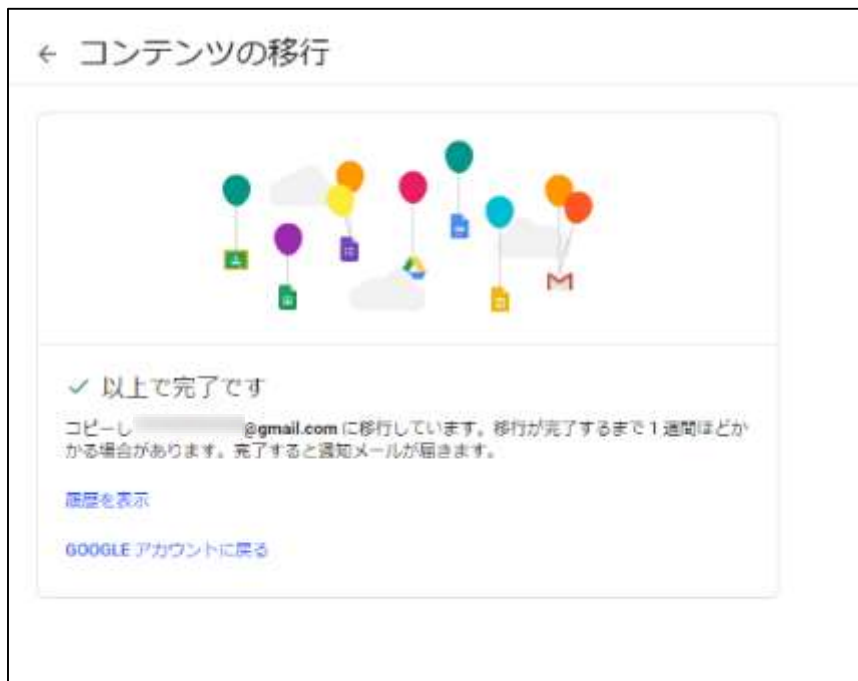 ← コンテンツの移行
✓ 以上で完了です
コピーし @gmail.com に移行しています。移行が完了するまで 1 週間ほどか
かる場合があります。完了すると通知メールが届きます。
履歴を表示
GOOGLE アカウントに戻る